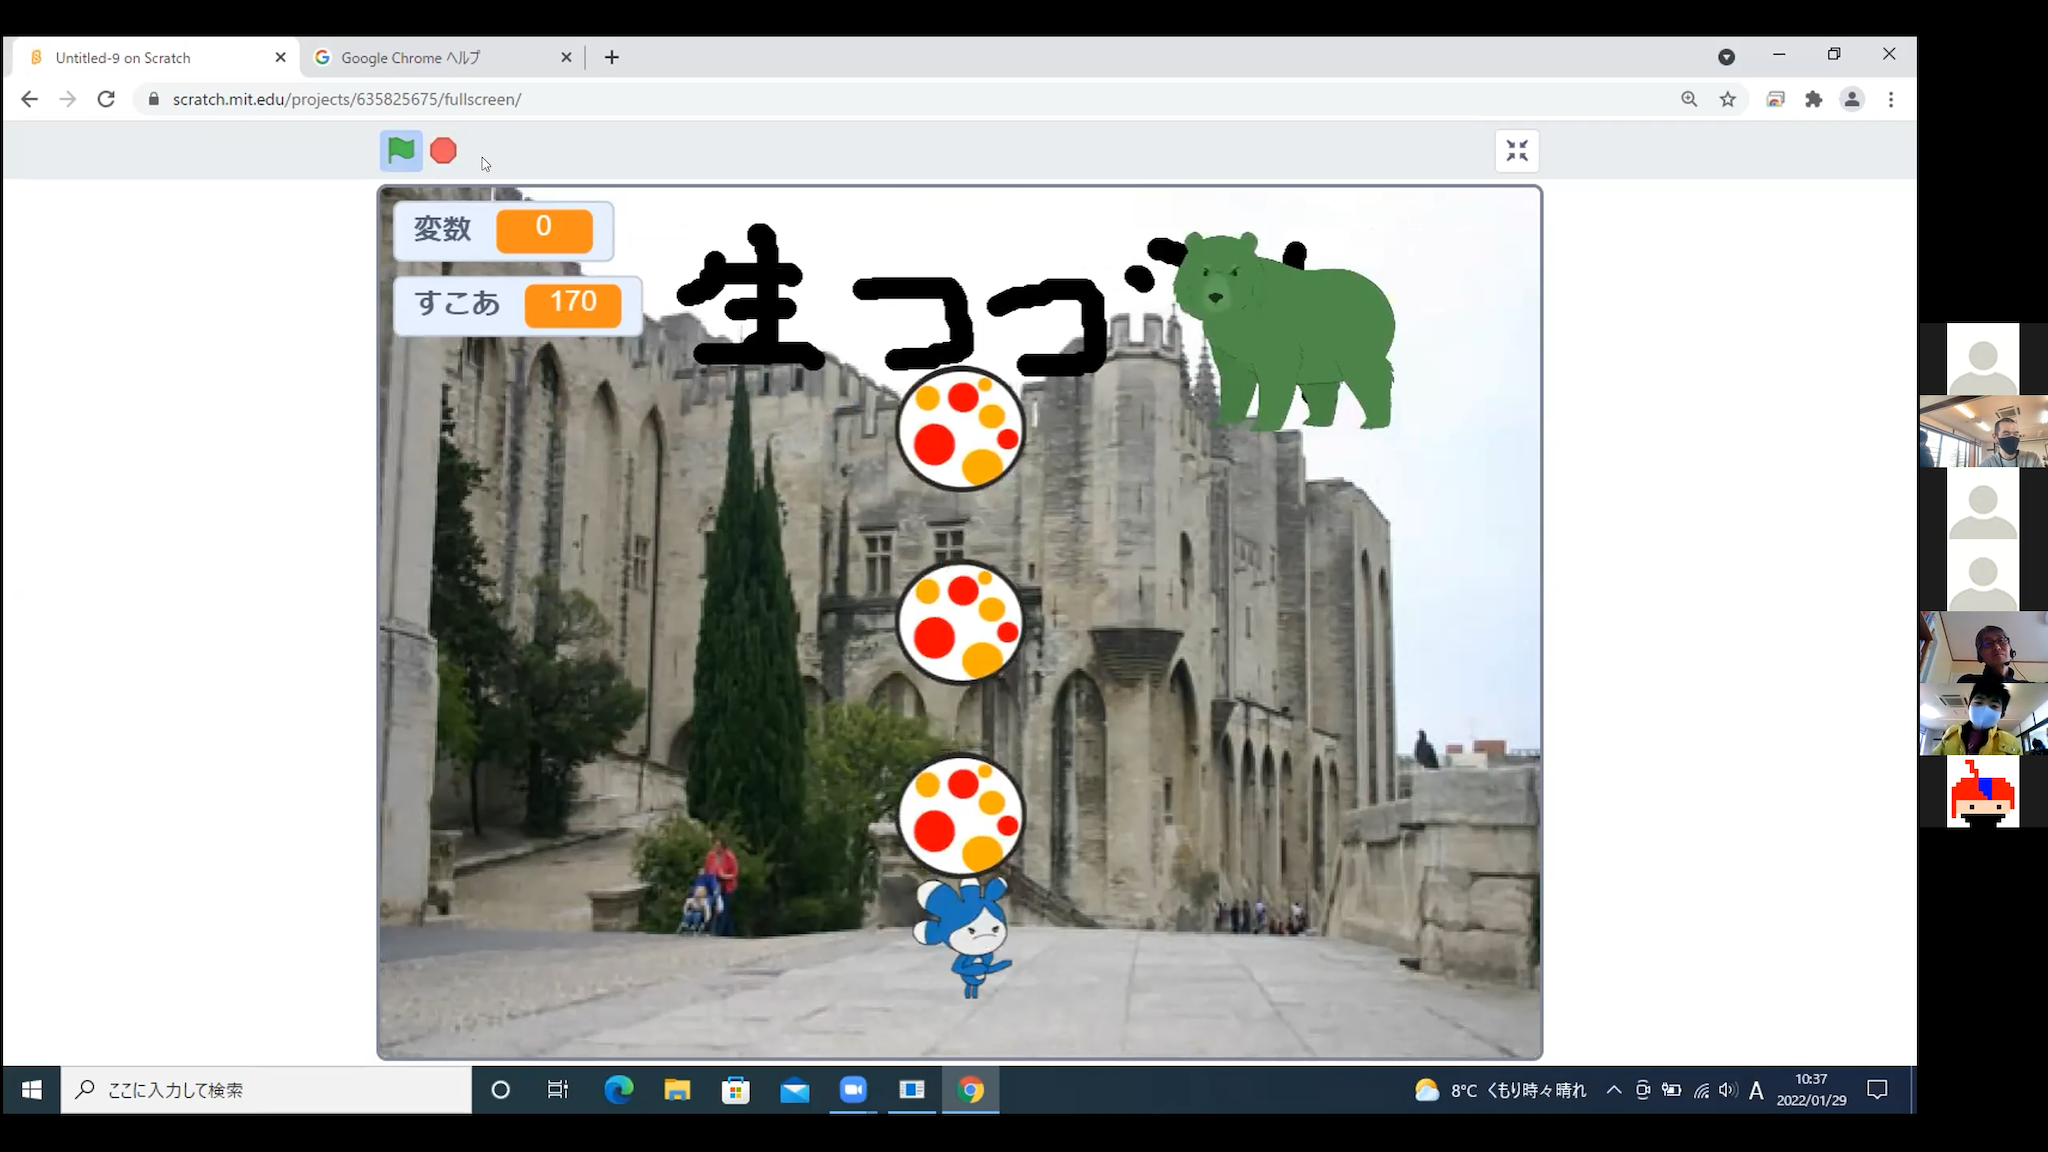 Untitled-9 on Scratch
Google Chrome ヘルプ
scratch.mit.edu/projects/635825675/fullscreen/
変数 0
すこあ 170
生コゴ
ここに入力して検索
8°C くもり時々晴れ
A
10:37
2022/01/29